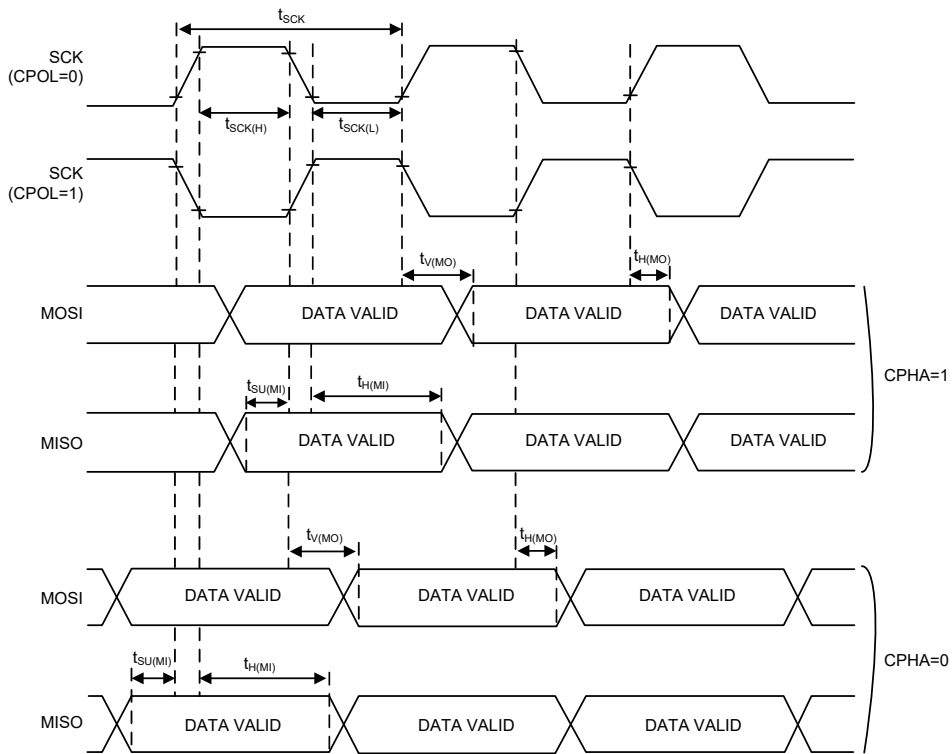 tSCK
SCK
(CPOL=0)
tSCK(H)
tSCK(L)
SCK
(CPOL=1)
tV(MO)
tH(MO)
MOSI
DATA VALID
DATA VALID
DATA VALID
CPHA=1
tSU(MI)
tH(MI)
MISO
DATA VALID
DATA VALID
DATA VALID
tV(MO)
tH(MO)
MOSI
DATA VALID
DATA VALID
DATA VALID
CPHA=0
tSU(MI)
tH(MI)
MISO
DATA VALID
DATA VALID
DATA VALID